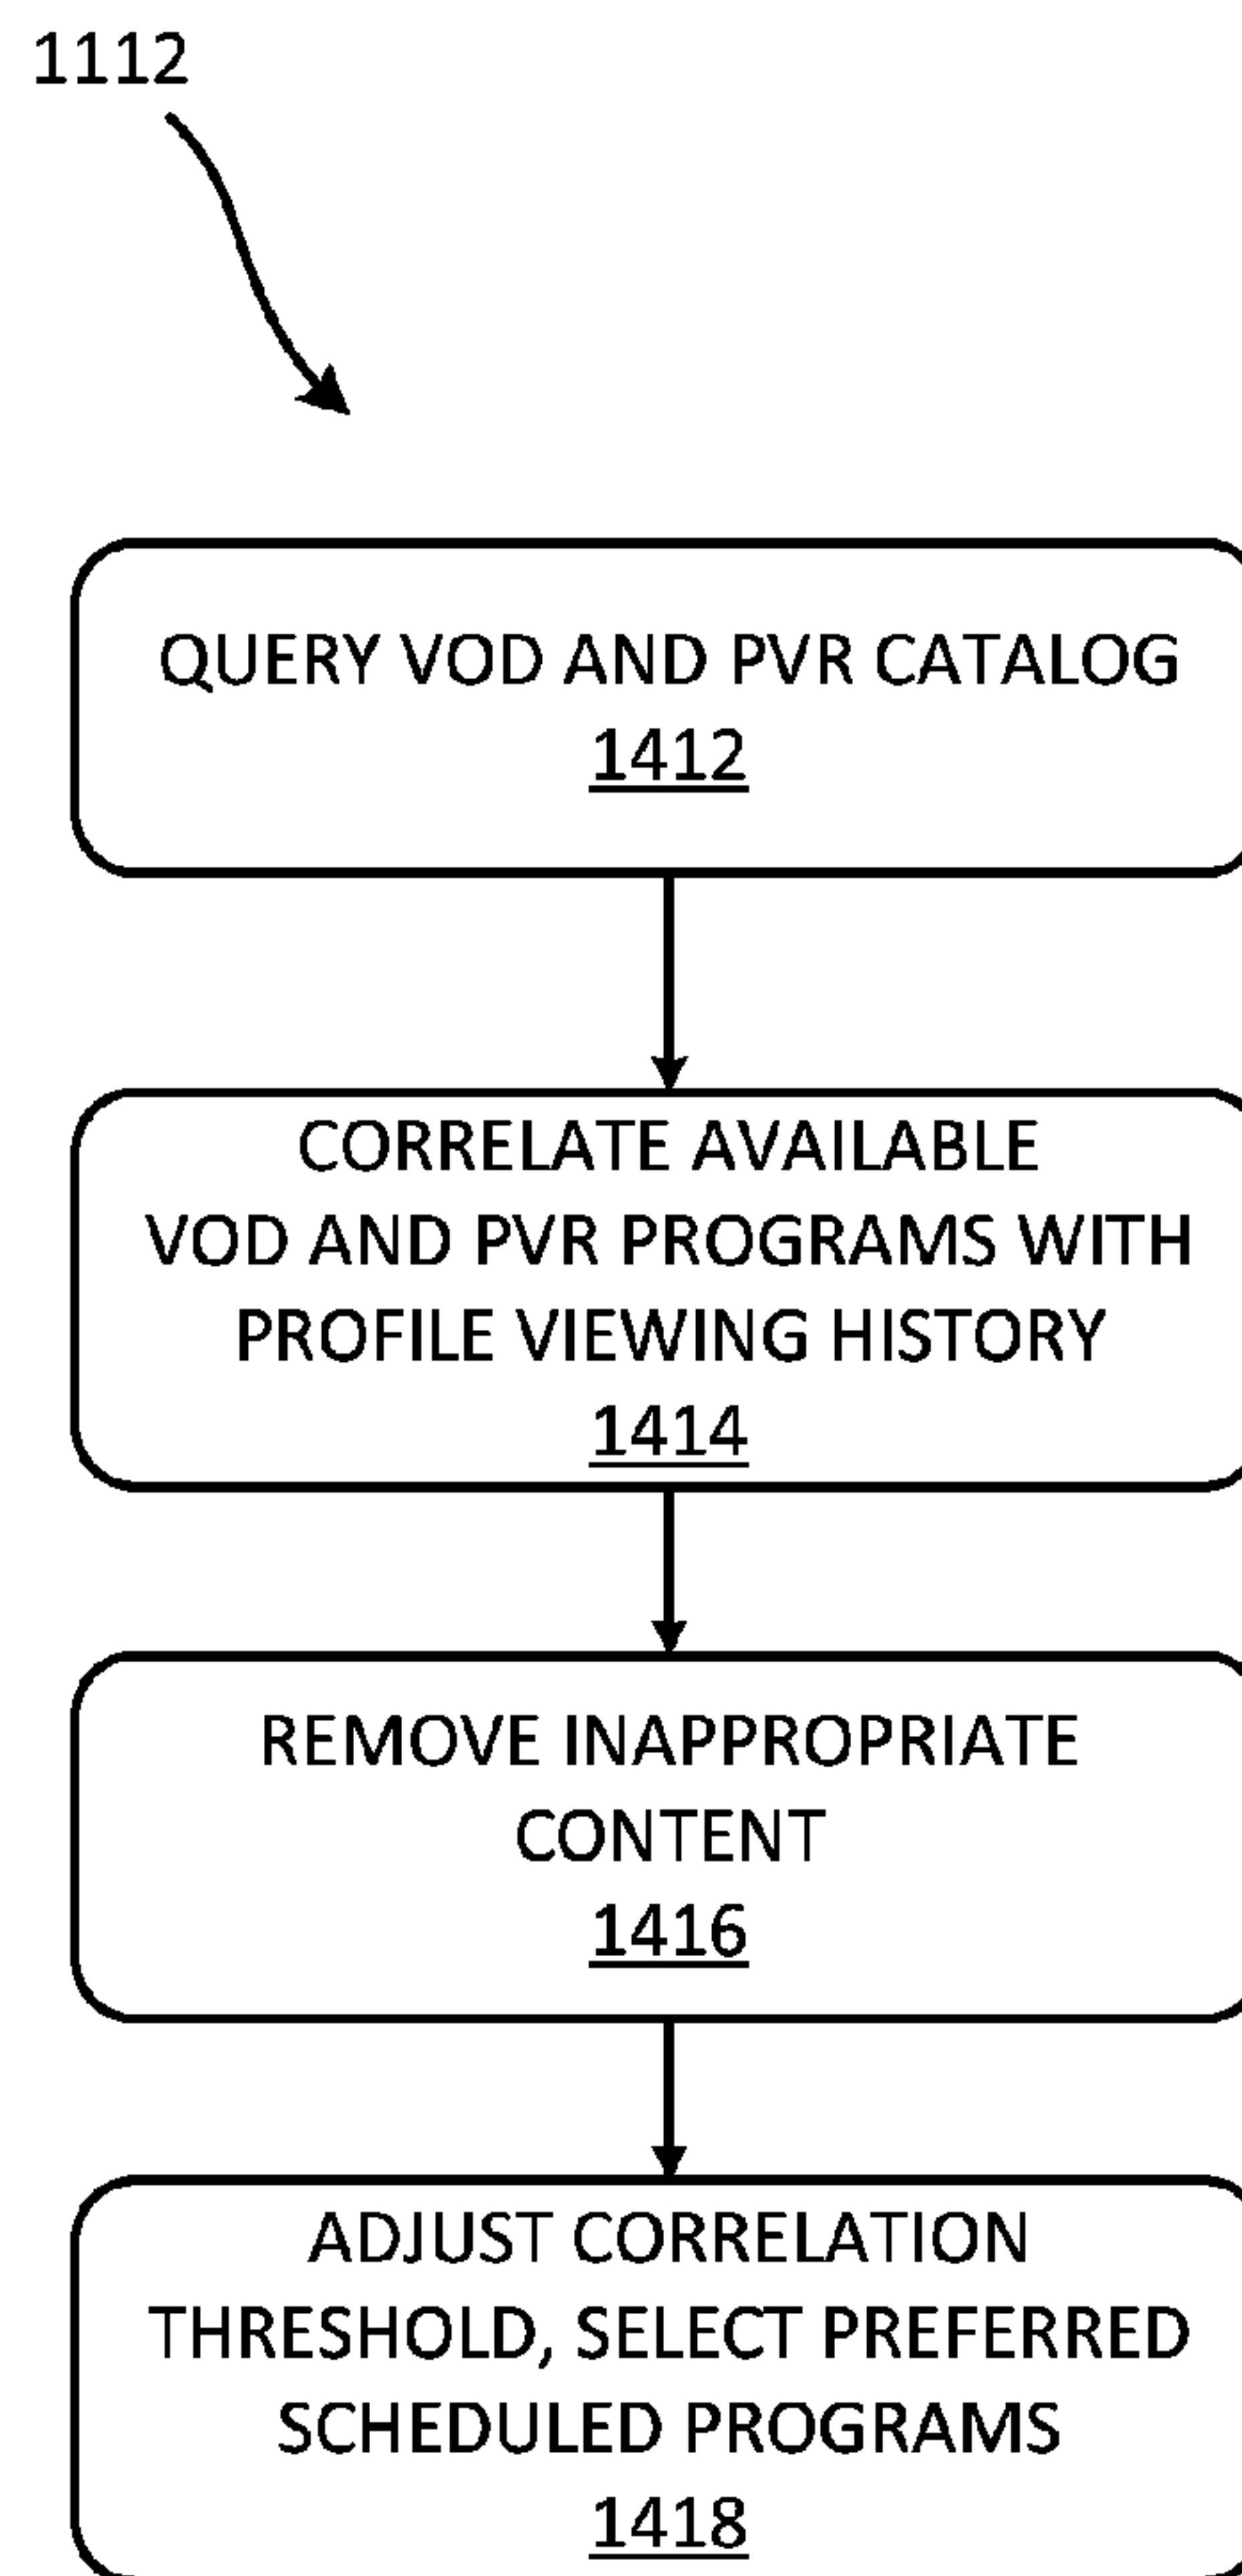 1112
QUERY VOD AND PVR CATALOG
1412
CORRELATE AVAILABLE
VOD AND PVR PROGRAMS WITH
PROFILE VIEWING HISTORY
1414
REMOVE INAPPROPRIATE
CONTENT
1416
ADJUST CORRELATION
THRESHOLD, SELECT PREFERRED
SCHEDULED PROGRAMS
1418